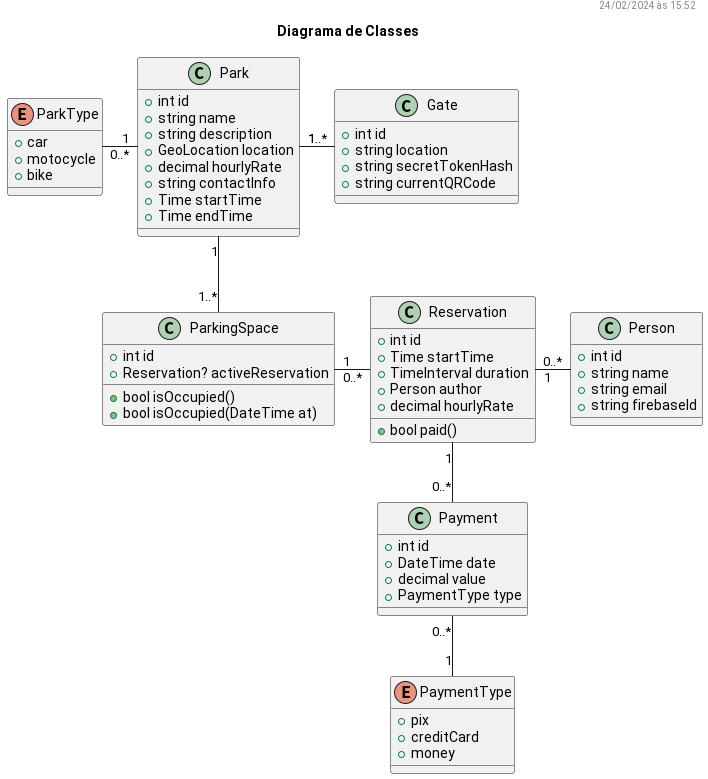 24/02/2024 às 15:52
Diagrama de Classes
E ParkType
car
motocycle
bike
1
0..*
C Park
int id
string name
string description
GeoLocation location
decimal hourlyRate
string contactInfo
Time startTime
Time endTime
1..*
C Gate
int id
string location
string secretTokenHash
string currentQRCode
1
1..*
C ParkingSpace
int id
Reservation? activeReservation
bool isOccupied()
bool isOccupied(DateTime at)
1
0..*
C Reservation
int id
Time startTime
TimeInterval duration
Person author
decimal hourlyRate
bool paid()
0..*
1
C Person
int id
string name
string email
string firebaseId
1
0..*
C Payment
int id
DateTime date
decimal value
PaymentType type
0..*
1
E PaymentType
pix
creditCard
money